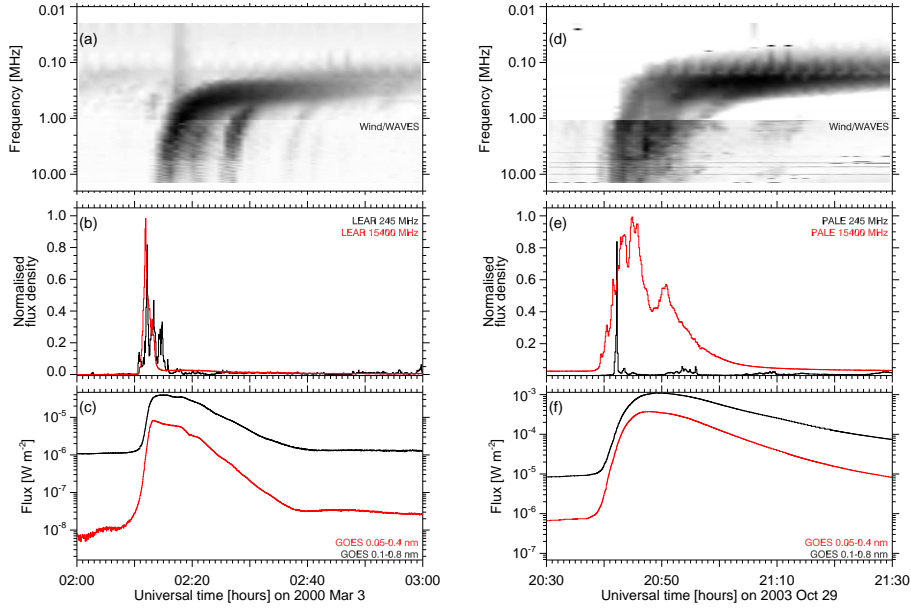 (a)
Frequency [MHz]
0.01
0.10
1.00
10.00
Wind/WAVES
(b)
Normalised
flux density
1.0
0.8
0.6
0.4
0.2
0.0
LEAR 245 MHz
LEAR 15400 MHz
(c)
Flux [W m-2]
10-5
10-6
10-7
10-8
GOES 0.05-0.4 nm
GOES 0.1-0.8 nm
02:00
02:20
02:40
03:00
Universal time [hours] on 2000 Mar 3
(d)
Frequency [MHz]
0.01
0.10
1.00
10.00
Wind/WAVES
(e)
Normalised
flux density
1.0
0.8
0.6
0.4
0.2
0.0
PALE 245 MHz
PALE 15400 MHz
(f)
Flux [W m-2]
10-3
10-4
10-5
10-6
10-7
GOES 0.05-0.4 nm
GOES 0.1-0.8 nm
20:30
20:50
21:10
21:30
Universal time [hours] on 2003 Oct 29